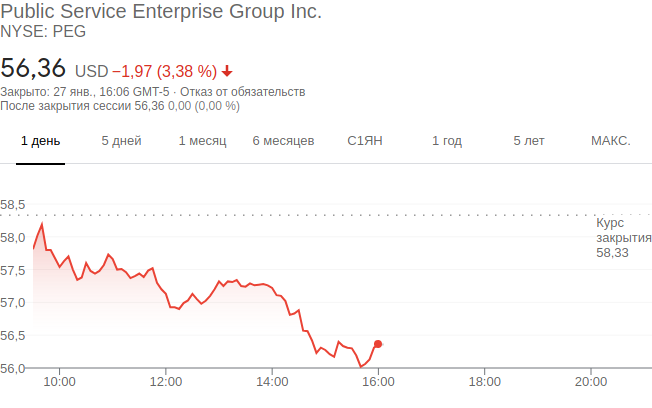 Public Service Enterprise Group Inc.
NYSE: PEG
56,36 USD −1,97 (3,38 %)
Закрыто: 27 янв., 16:06 GMT-5 · Отказ от обязательств
После закрытия сессии 56,36 0,00 (0,00 %)
1 день 5 дней 1 месяц 6 месяцев С1ЯН 1 год 5 лет МАКС.
58,5
58,0
57,5
57,0
56,5
56,0
Курс
закрытия
58,33
10:00 12:00 14:00 16:00 18:00 20:00